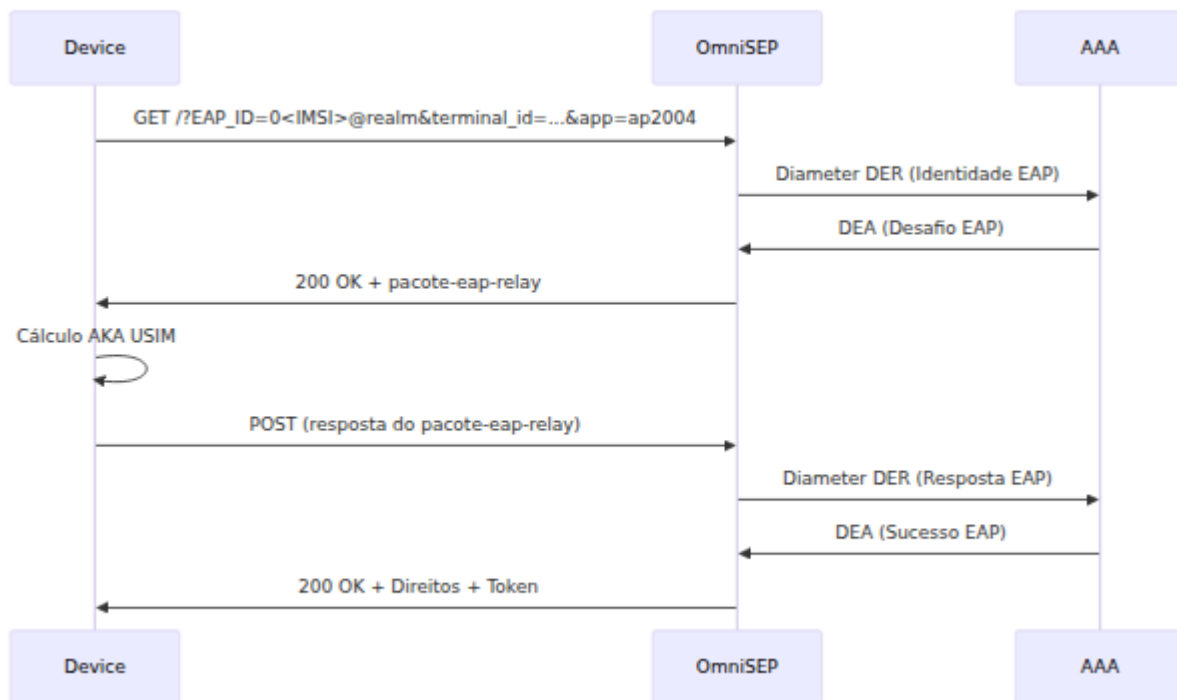 Device OmniSEP AAA
GET /?EAP_ID=0<IMSI>@realm&terminal_id=...&app=ap2004
Diameter DER (Identidade EAP)
DEA (Desafio EAP)
200 OK + pacote-eap-relay
Cálculo AKA USIM
POST (resposta do pacote-eap-relay)
Diameter DER (Resposta EAP)
DEA (Sucesso EAP)
200 OK + Direitos + Token
Device OmniSEP AAA